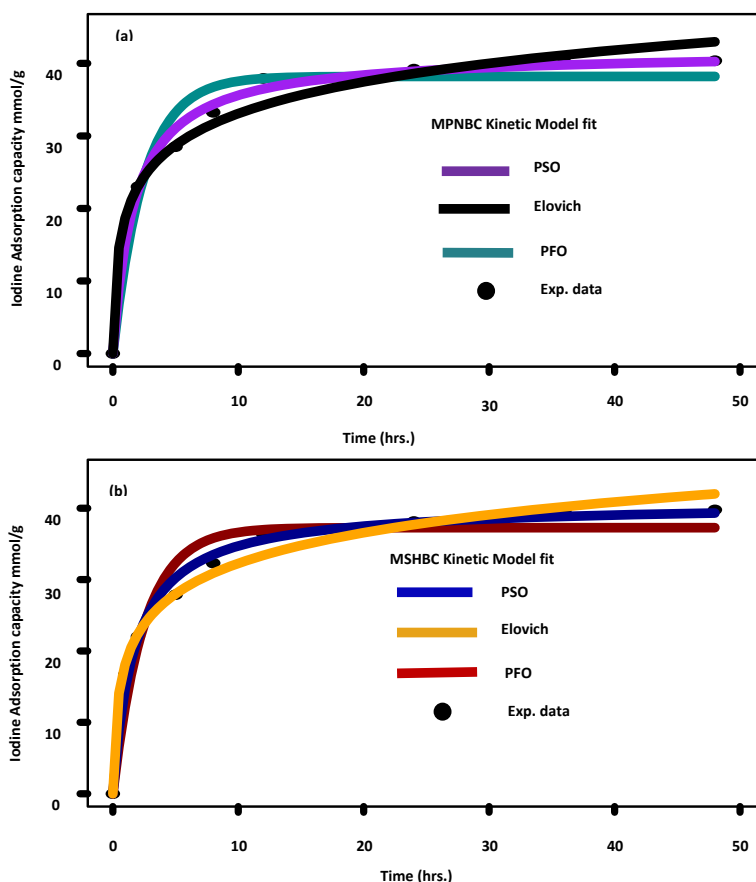 (a)
Iodine Adsorption capacity mmol/g
40
30
20
10
0
MPNBC Kinetic Model fit
PSO
Elovich
PFO
Exp. data
0
10
20
30
40
50
Time (hrs.)
(b)
Iodine Adsorption capacity mmol/g
40
30
20
10
0
MSHBC Kinetic Model fit
PSO
Elovich
PFO
Exp. data
0
10
20
30
40
50
Time (hrs.)